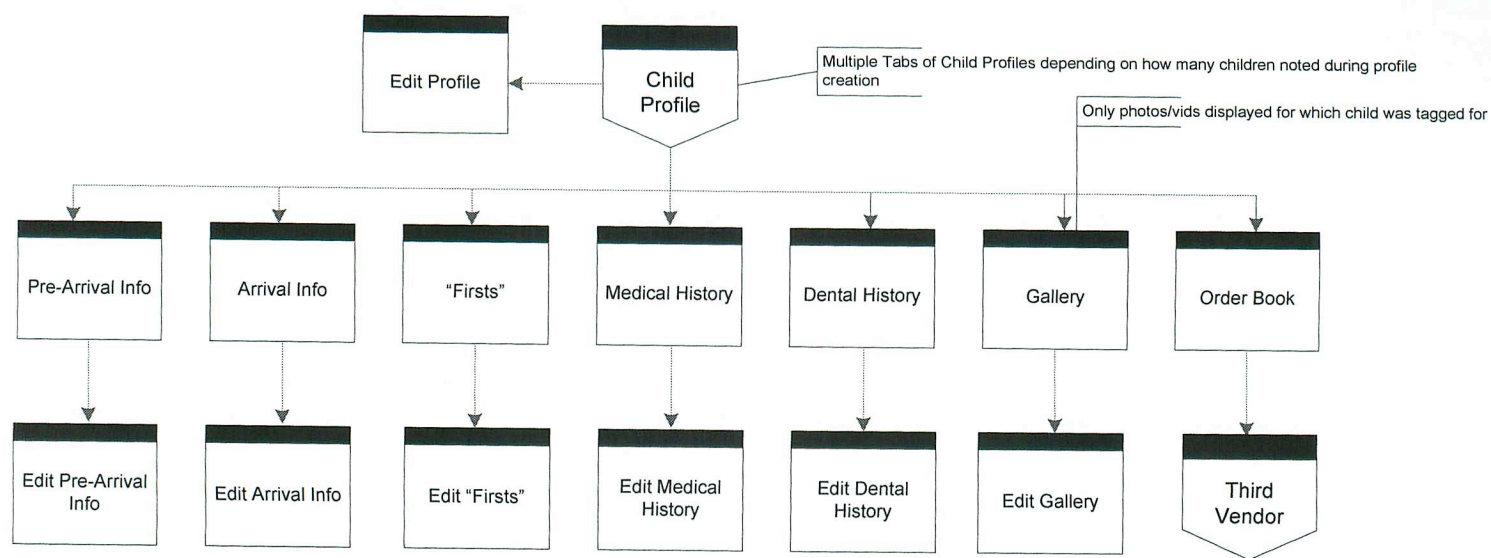 Edit Profile
Child
Profile
Multiple Tabs of Child Profiles depending on how many children noted during profile
creation
Only photos/vids displayed for which child was tagged for
Pre-Arrival Info
Arrival Info
“Firsts”
Medical History
Dental History
Gallery
Order Book
Edit Pre-Arrival
Info
Edit Arrival Info
Edit “Firsts”
Edit Medical
History
Edit Dental
History
Edit Gallery
Third
Vendor